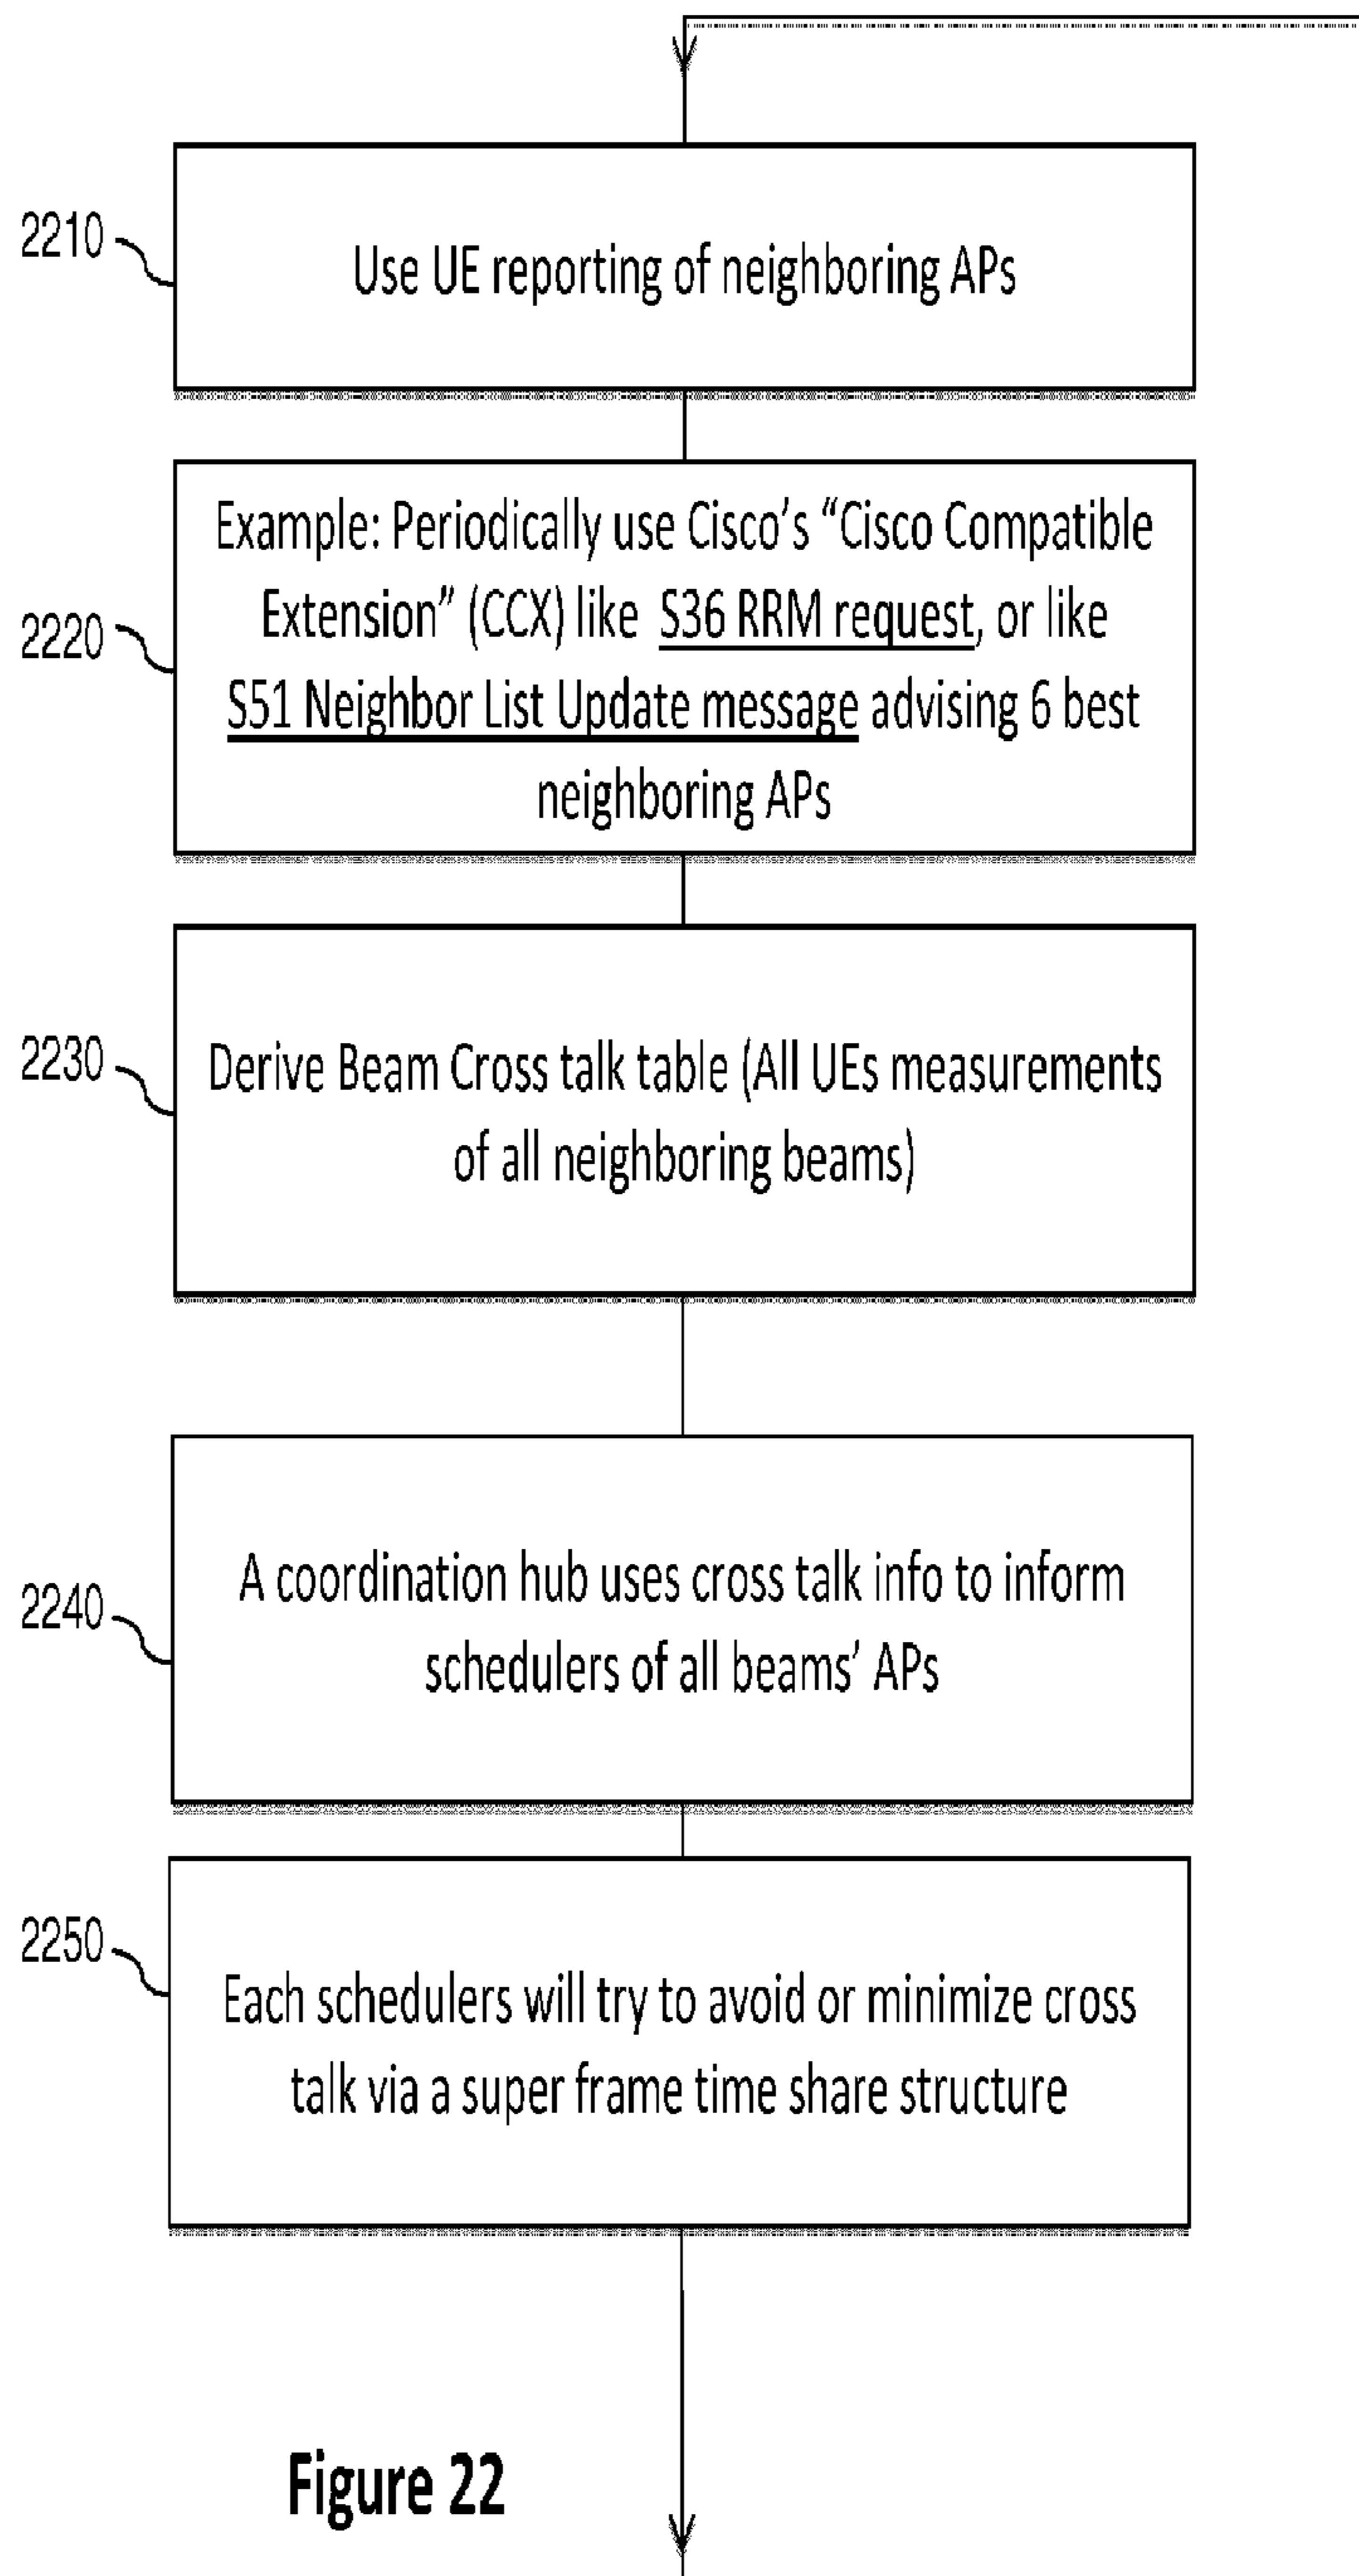 2210
Use UE reporting of neighboring APs
2220
Example: Periodically use Cisco’s “Cisco Compatible
Extension” (CCX) like S36 RRM request, or like
S51 Neighbor List Update message advising 6 best
neighboring APs
2230
Derive Beam Cross talk table (All UEs measurements
of all neighboring beams)
2240
A coordination hub uses cross talk info to inform
schedulers of all beams’ APs
2250
Each schedulers will try to avoid or minimize cross
talk via a super frame time share structure
Figure 22